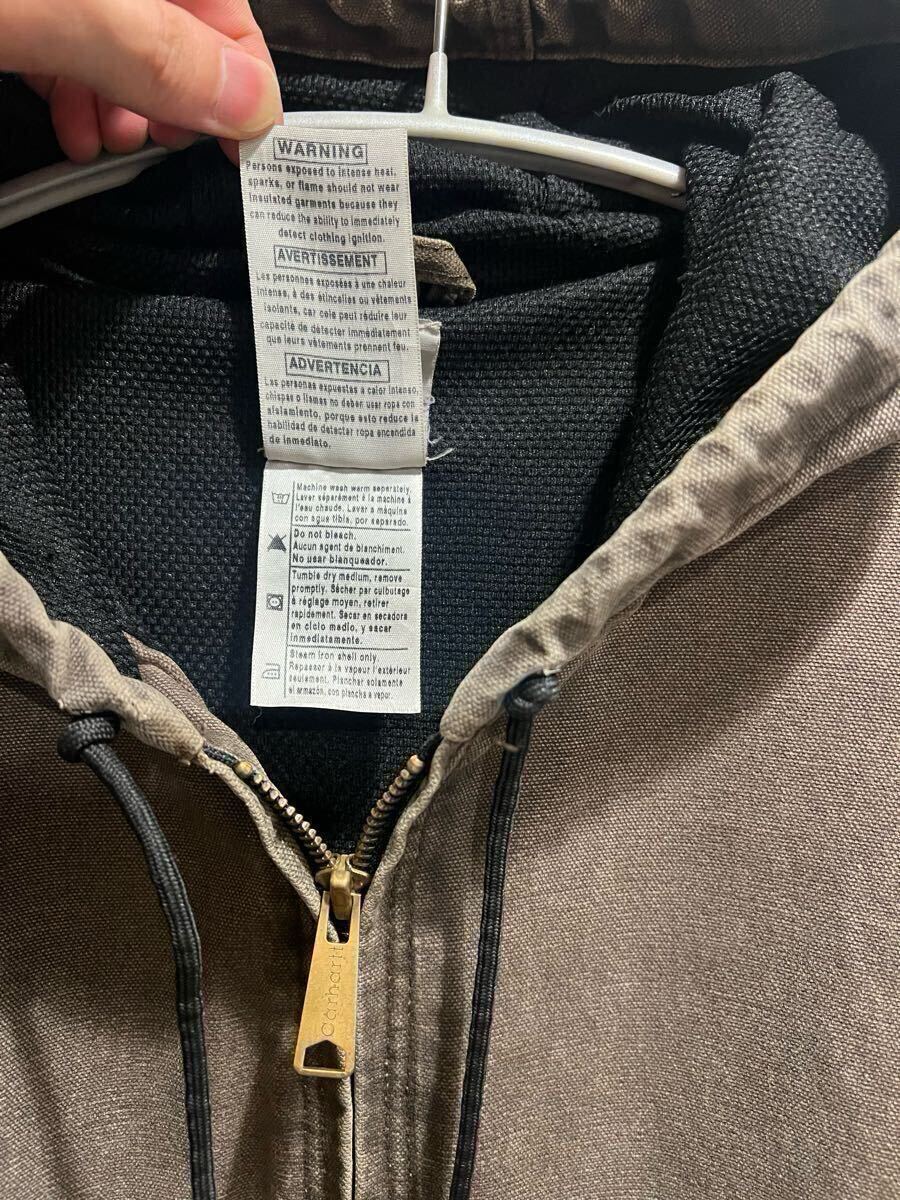 WARNING
Persons exposed to intense heat,
sparks, or flame should not wear
insulated garments because they
can reduce the ability to immediately
detect clothing ignition.
AVERTISSEMENT
Les personnes exposées à une chaleur
intense, à des étincelles ou vêtements
isolants, car cele peut réduire leur
capacité de détecter immédiatement
que leurs vêtements prennent feu.
ADVERTENCIA
Las personas expuestas a calor intenso,
chispas o llamas no deben usar ropa con
aislamiento, porque esto reduce la
habilidad de detectar ropa encendida
de inmediato.
Machine wash warm seperately.
Laver séparément à la machine à
l'eau chaude. Lavar a máquina
con agua tibia, por separado.
Do not bleach.
Aucun agent de blanchiment.
No usar blanqueador.
Tumble dry medium, remove
promptly. Sécher par culbutage
à réglage moyen, retirer
rapidement. Secar en secadora
en ciclo medio, y sacar
inmediatamente.
Steam iron shell only.
Repasser à la vapeur l'extérieur
seulement. Planchar solamente
el armazón, con plancha a vapor.
Carhartt